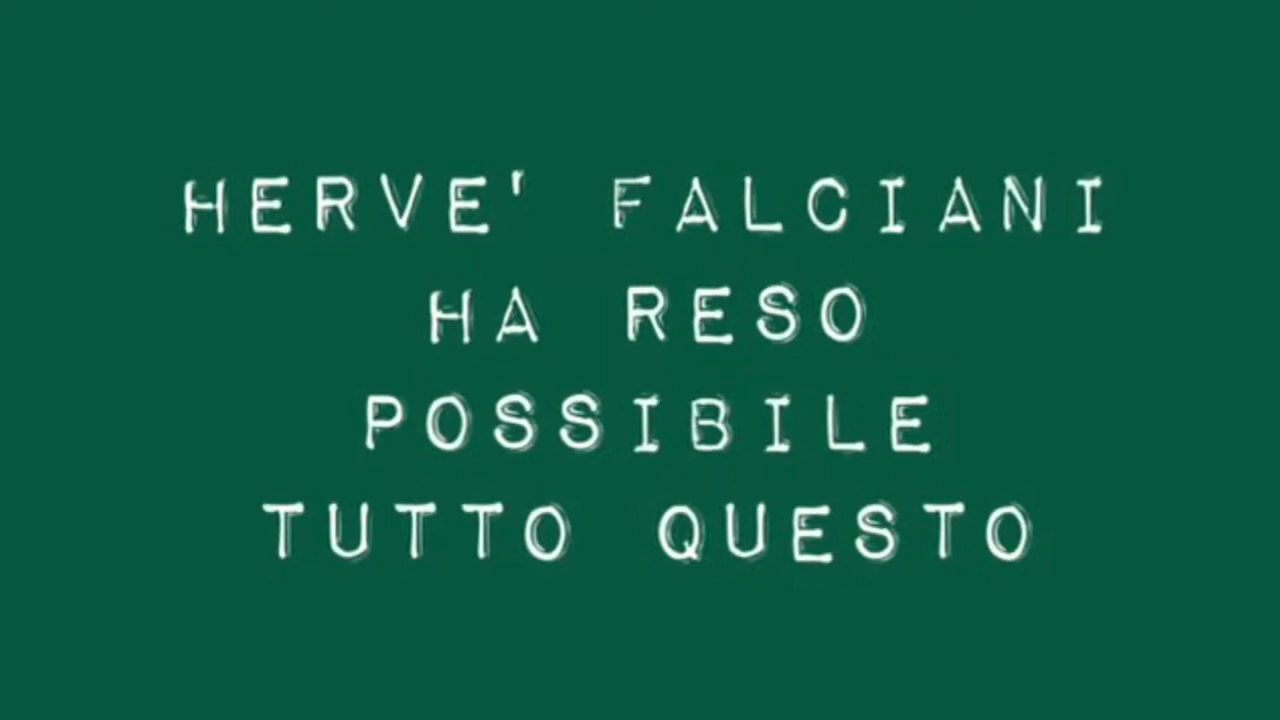 HERVE' FALCIANI
HA RESO
POSSIBILE
TUTTO QUESTO